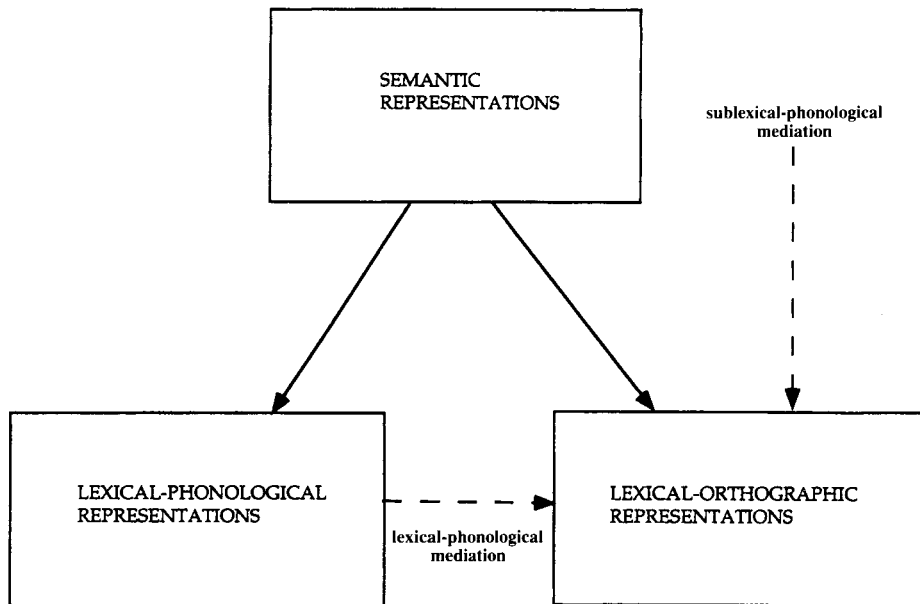 SEMANTIC
REPRESENTATIONS
sublexical-phonological
mediation
LEXICAL-PHONOLOGICAL
REPRESENTATIONS
lexical-phonological
mediation
LEXICAL-ORTHOGRAPHIC
REPRESENTATIONS